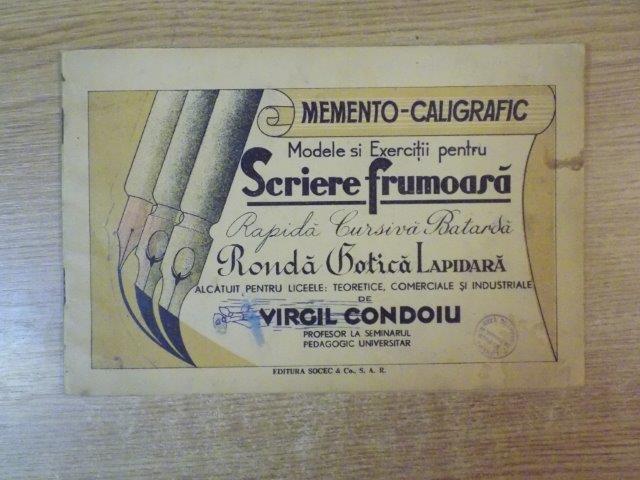 MEMENTO-CALIGRAFIC
Modele si Exerciții pentru
Scriere frumoasă
Rapidă Cursivă Batardă
Rondă Gotică LAPIDARĂ
ALCĂTUIT PENTRU LICEELE: TEORETICE, COMERCIALE ȘI INDUSTRIALE
DE
VIRGIL CONDOIU
PROFESOR LA SEMINARUL
PEDAGOGIC UNIVERSITAR
EDITURA SOCEC & Co., S. A. R.